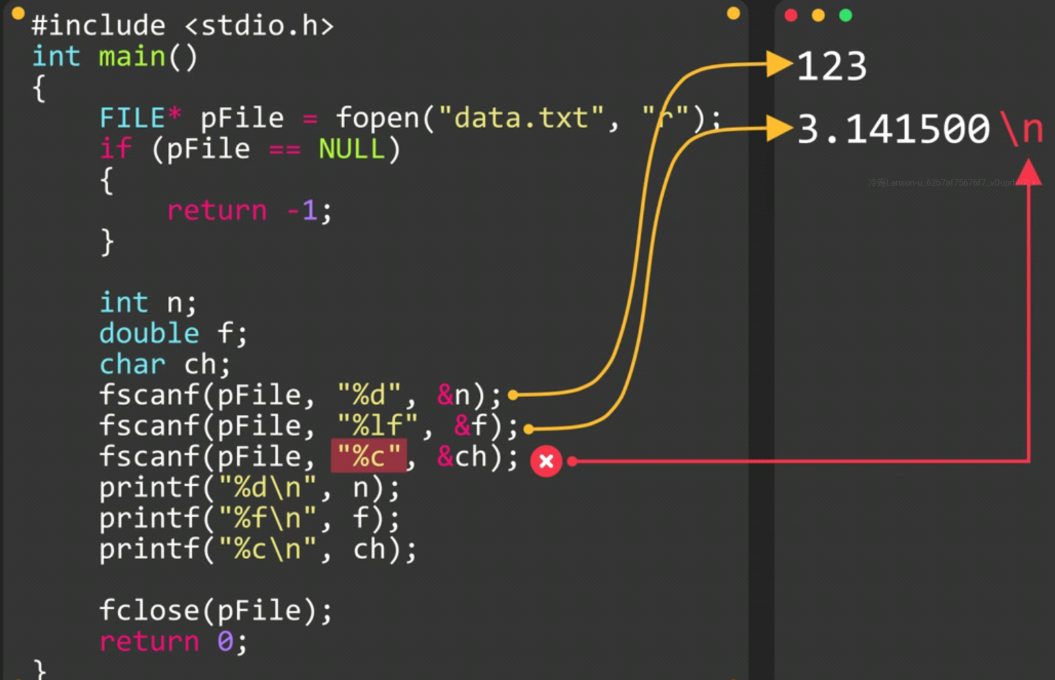 #include <stdio.h>
int main()
{
FILE* pFile = fopen("data.txt", "r");
if (pFile == NULL)
{
return -1;
}
int n;
double f;
char ch;
fscanf(pFile, "%d", &n);
fscanf(pFile, "%lf", &f);
fscanf(pFile, "%c", &ch);
printf("%d\n", n);
printf("%f\n", f);
printf("%c\n", ch);
fclose(pFile);
return 0;
}
123
3.141500\n